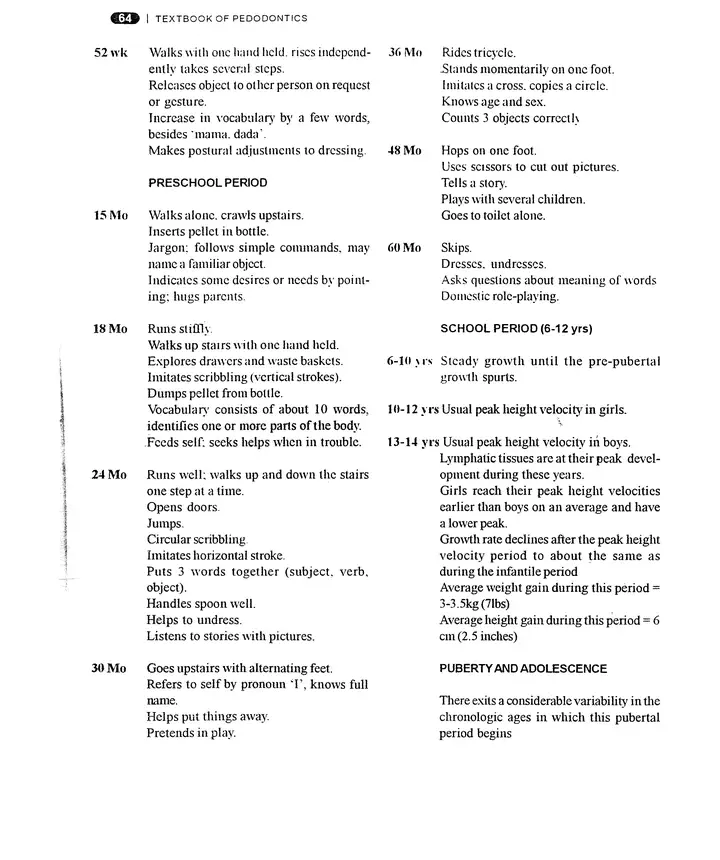 64 | TEXTBOOK OF PEDODONTICS
52 wk Walks with one hand held. rises independ-
ently takes several steps.
Releases object to other person on request
or gesture.
Increase in vocabulary by a few words,
besides 'mama. dada'.
Makes postural adjustments to dressing.
PRESCHOOL PERIOD
15 Mo Walks alone. crawls upstairs.
Inserts pellet in bottle.
Jargon; follows simple commands, may
name a familiar object.
Indicates some desires or needs by point-
ing; hugs parents.
18 Mo Runs stiffly.
Walks up stairs with one hand held.
Explores drawers and waste baskets.
Imitates scribbling (vertical strokes).
Dumps pellet from bottle.
Vocabulary consists of about 10 words,
identifies one or more parts of the body.
Feeds self; seeks helps when in trouble.
24 Mo Runs well; walks up and down the stairs
one step at a time.
Opens doors.
Jumps.
Circular scribbling.
Imitates horizontal stroke.
Puts 3 words together (subject, verb,
object).
Handles spoon well.
Helps to undress.
Listens to stories with pictures.
30 Mo Goes upstairs with alternating feet.
Refers to self by pronoun 'I', knows full
name.
Helps put things away.
Pretends in play.
36 Mo Rides tricycle.
Stands momentarily on one foot.
Imitates a cross. copies a circle.
Knows age and sex.
Counts 3 objects correctly
48 Mo Hops on one foot.
Uses scissors to cut out pictures.
Tells a story.
Plays with several children.
Goes to toilet alone.
60 Mo Skips.
Dresses, undresses.
Asks questions about meaning of words
Domestic role-playing.
SCHOOL PERIOD (6-12 yrs)
6-10 yrs Steady growth until the pre-pubertal
growth spurts.
10-12 yrs Usual peak height velocity in girls.
13-14 yrs Usual peak height velocity in boys.
Lymphatic tissues are at their peak devel-
opment during these years.
Girls reach their peak height velocities
earlier than boys on an average and have
a lower peak.
Growth rate declines after the peak height
velocity period to about the same as
during the infantile period
Average weight gain during this period =
3-3.5kg (7lbs)
Average height gain during this period = 6
cm (2.5 inches)
PUBERTY AND ADOLESCENCE
There exits a considerable variability in the
chronologic ages in which this pubertal
period begins